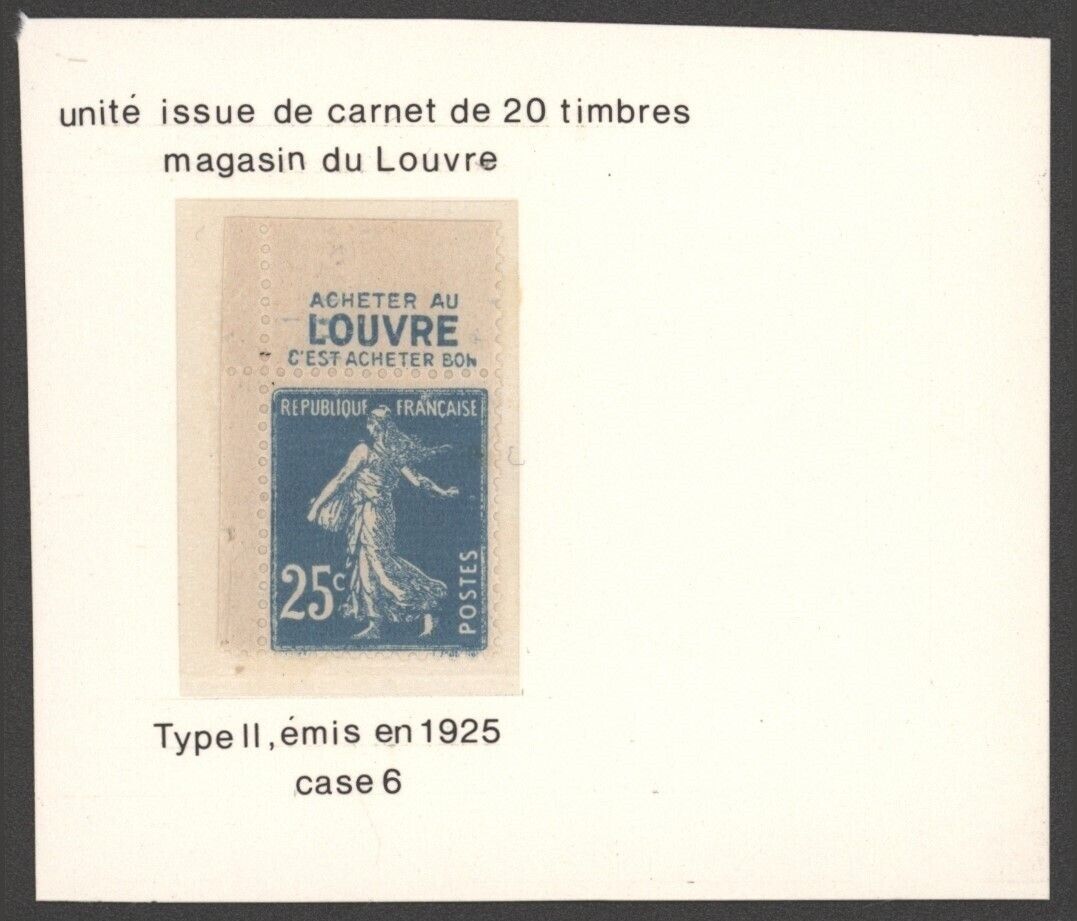 unité issue de carnet de 20 timbres
magasin du Louvre
ACHETER AU
LOUVRE
C'EST ACHETER BON
REPUBLIQUE FRANÇAISE
25c
POSTES
Type II, émis en 1925
case 6